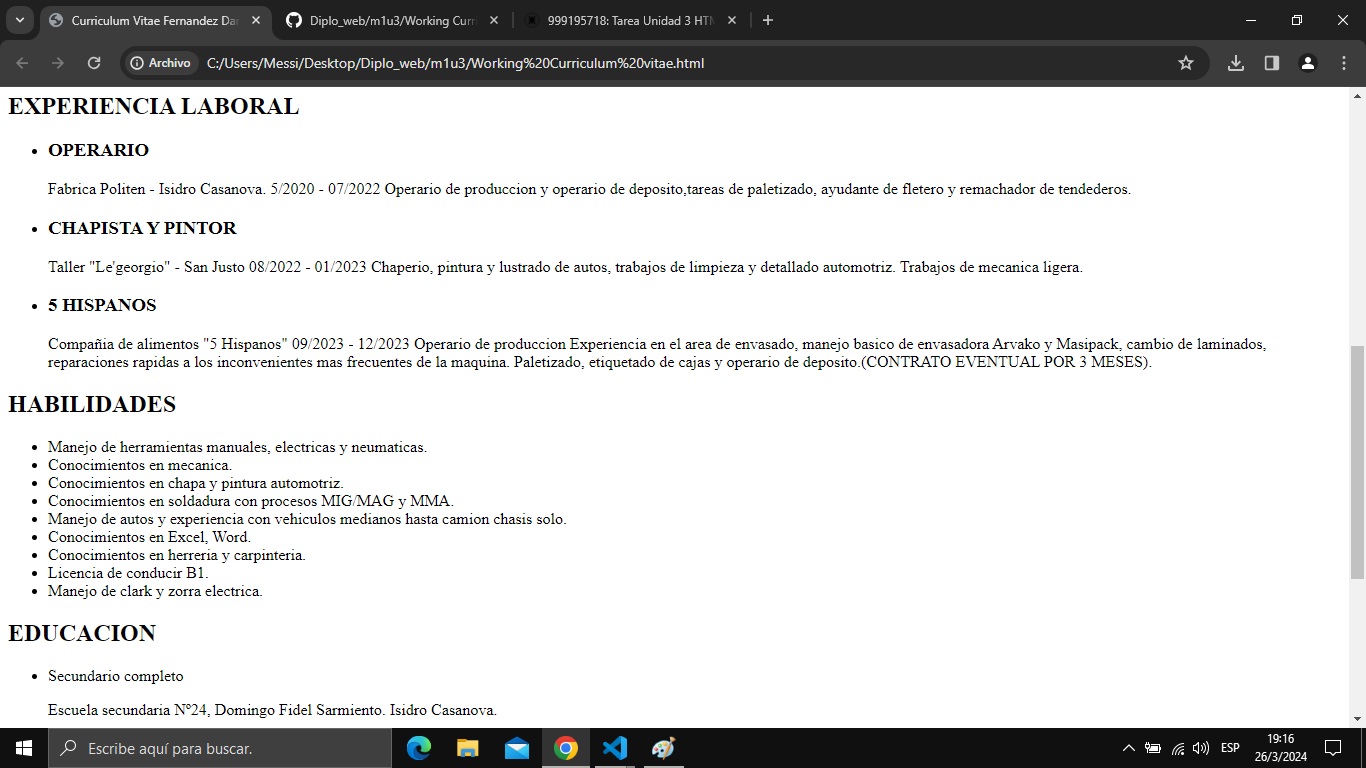 Curriculum Vitae Fernandez Da
Diplo_web/m1u3/Working Curr
999195718: Tarea Unidad 3 HTM
Archivo
C:/Users/Messi/Desktop/Diplo_web/m1u3/Working%20Curriculum%20vitae.html
EXPERIENCIA LABORAL
• OPERARIO
Fabrica Politen - Isidro Casanova. 5/2020 - 07/2022 Operario de produccion y operario de deposito,tareas de paletizado, ayudante de fletero y remachador de tendederos.
• CHAPISTA Y PINTOR
Taller "Le'georgio" - San Justo 08/2022 - 01/2023 Chaperio, pintura y lustrado de autos, trabajos de limpieza y detallado automotriz. Trabajos de mecanica ligera.
• 5 HISPANOS
Compañia de alimentos "5 Hispanos" 09/2023 - 12/2023 Operario de produccion Experiencia en el area de envasado, manejo basico de envasadora Arvako y Masipack, cambio de laminados,
reparaciones rapidas a los inconvenientes mas frecuentes de la maquina. Paletizado, etiquetado de cajas y operario de deposito.(CONTRATO EVENTUAL POR 3 MESES).
HABILIDADES
• Manejo de herramientas manuales, electricas y neumaticas.
• Conocimientos en mecanica.
• Conocimientos en chapa y pintura automotriz.
• Conocimientos en soldadura con procesos MIG/MAG y MMA.
• Manejo de autos y experiencia con vehiculos medianos hasta camion chasis solo.
• Conocimientos en Excel, Word.
• Conocimientos en herreria y carpinteria.
• Licencia de conducir B1.
• Manejo de clark y zorra electrica.
EDUCACION
• Secundario completo
Escuela secundaria Nº24, Domingo Fidel Sarmiento. Isidro Casanova.
Escribe aquí para buscar.
ESP
19:16
26/3/2024